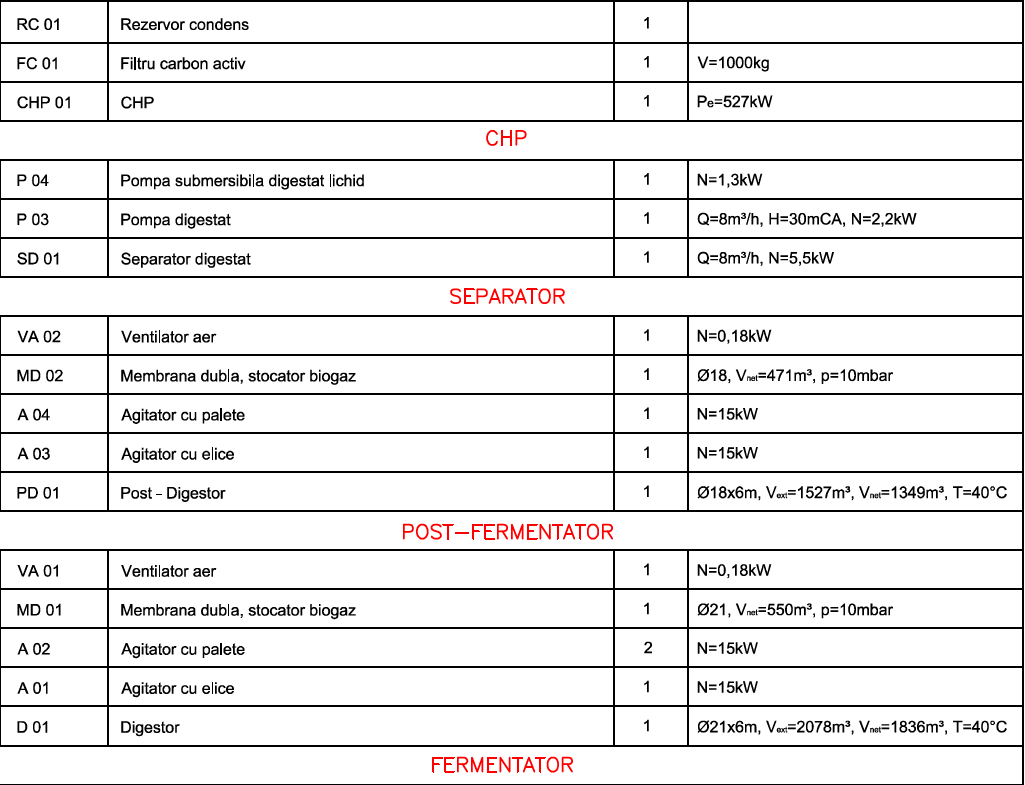 RC 01 Rezervor condens 1
FC 01 Filtru carbon activ 1 V=1000kg
CHP 01 CHP 1 Pe=527kW
CHP
P 04 Pompa submersibila digestat lichid 1 N=1,3kW
P 03 Pompa digestat 1 Q=8m³/h, H=30mCA, N=2,2kW
SD 01 Separator digestat 1 Q=8m³/h, N=5,5kW
SEPARATOR
VA 02 Ventilator aer 1 N=0,18kW
MD 02 Membrana dubla, stocator biogaz 1 Ø18, Vnet=471m³, p=10mbar
A 04 Agitator cu palete 1 N=15kW
A 03 Agitator cu elice 1 N=15kW
PD 01 Post - Digestor 1 Ø18x6m, Vext=1527m³, Vnet=1349m³, T=40°C
POST-FERMENTATOR
VA 01 Ventilator aer 1 N=0,18kW
MD 01 Membrana dubla, stocator biogaz 1 Ø21, Vnet=550m³, p=10mbar
A 02 Agitator cu palete 2 N=15kW
A 01 Agitator cu elice 1 N=15kW
D 01 Digestor 1 Ø21x6m, Vext=2078m³, Vnet=1836m³, T=40°C
FERMENTATOR